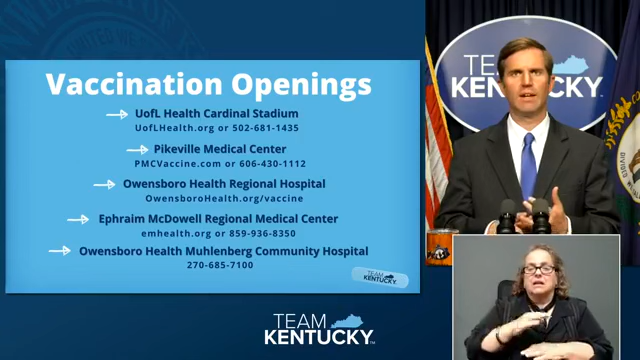 Vaccination Openings
UofL Health Cardinal Stadium
UofLHealth.org or 502-681-1435
Pikeville Medical Center
PMCVaccine.com or 606-430-1112
Owensboro Health Regional Hospital
OwensboroHealth.org/vaccine
Ephraim McDowell Regional Medical Center
emhealth.org or 859-936-8350
Owensboro Health Muhlenberg Community Hospital
270-685-7100
TEAM
KENTUCKY
TEAM
KENTUCKY
TEAM
KENTUCKY